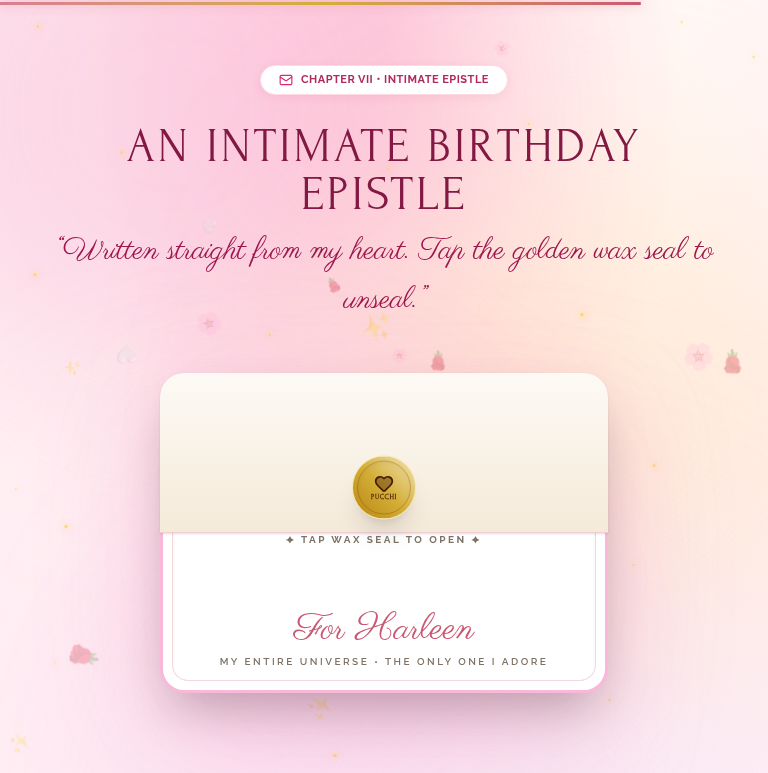 CHAPTER VII • INTIMATE EPISTLE
AN INTIMATE BIRTHDAY
EPISTLE
“Written straight from my heart. Tap the golden wax seal to
unseal.”
PUCCHI
✦ TAP WAX SEAL TO OPEN ✦
For Harleen
MY ENTIRE UNIVERSE • THE ONLY ONE I ADORE